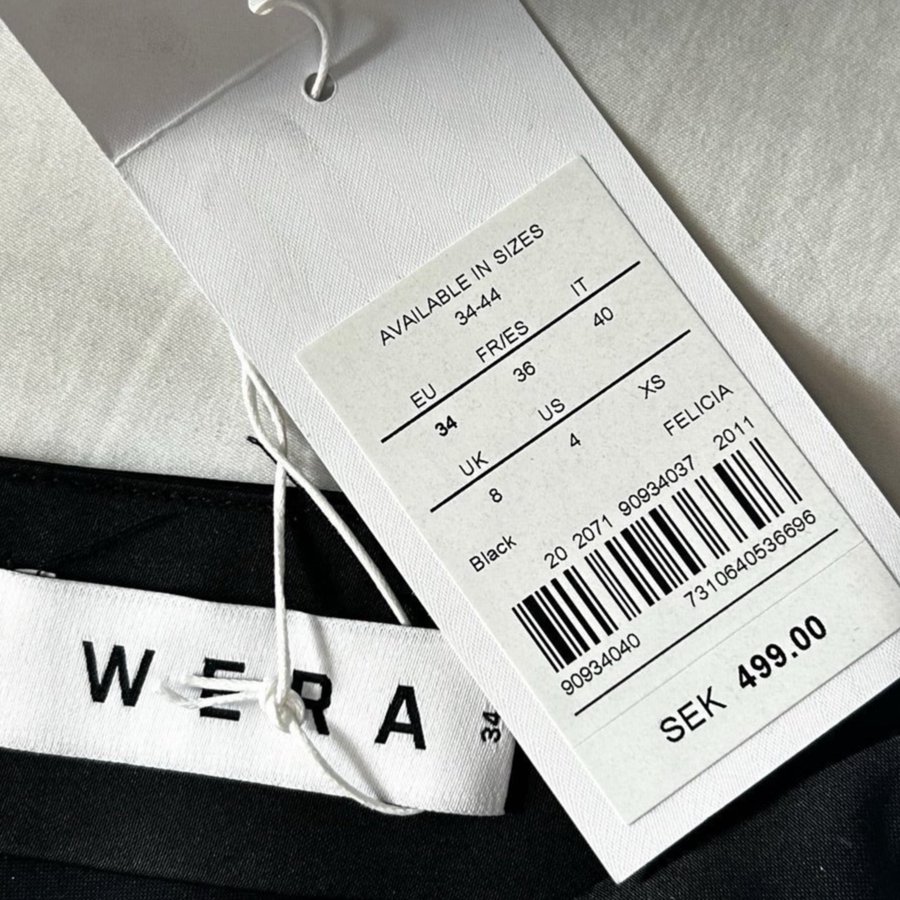 AVAILABLE IN SIZES
34-44
EU FR/ES IT
34 36 40
UK US XS
8 4 FELICIA
Black 20 2071 90934037 2011
90934040 7310640536696
SEK 499.00
WERA
34